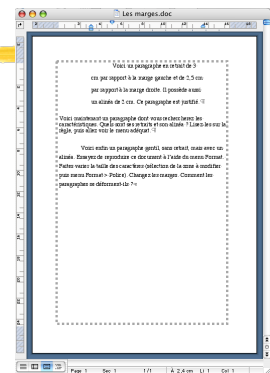 Les marges.doc
Voici un paragraphe en retrait de 3
cm par rapport à la marge gauche et de 2,5 cm
par rapport à la marge droite. Il possède aussi
un alinéa de 2 cm. Ce paragraphe est justifié.
Voici maintenant un paragraphe dont vous rechercherez les
caractéristiques. Quels sont ses retraits et son alinéa ? Lisez-les sur la
règle, puis allez voir le menu adéquat.
Voici enfin un paragraphe gentil, sans retrait, mais avec un
alinéa. Essayez de reproduire ce document à l'aide du menu Format.
Faites varier la taille des caractères (sélection de la zone à modifier
puis menu Format > Police). Changez les marges. Comment les
paragraphes se déforment-ils ?
Page 1 Sec 1 1/1 À 2,4 cm Li 1 Col 1